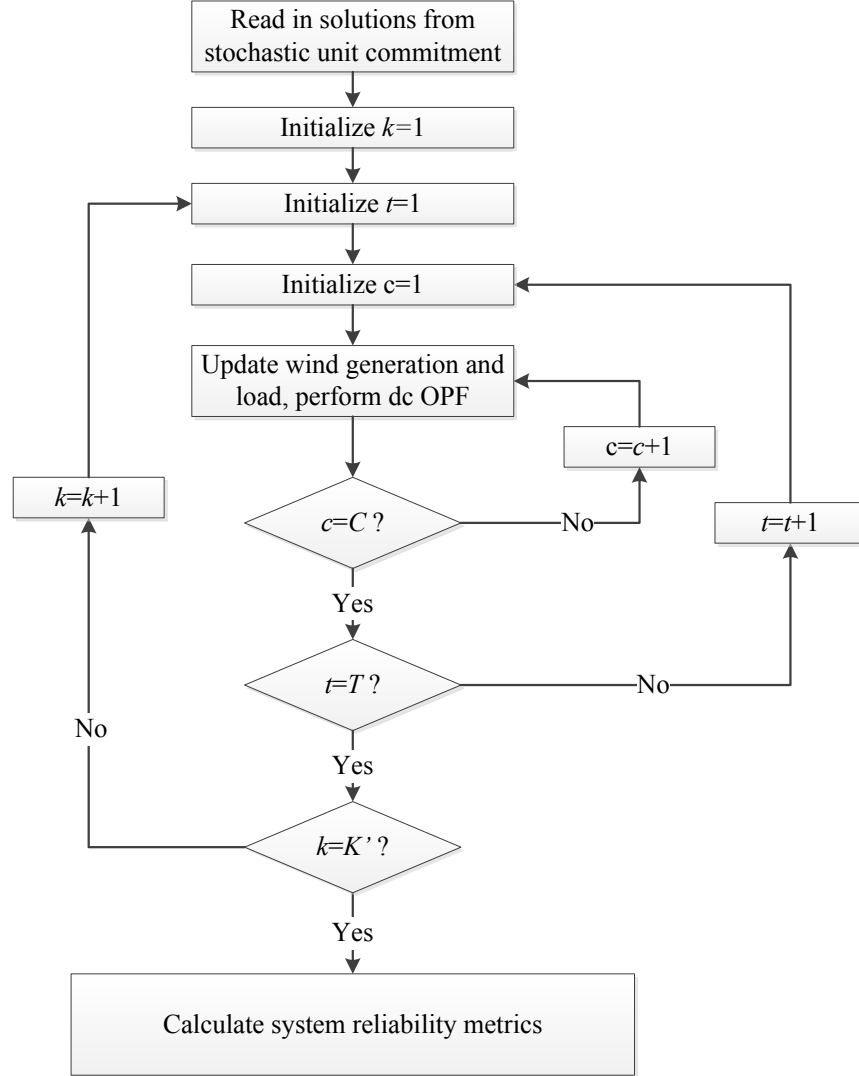 Read in solutions from
stochastic unit commitment
Initialize k=1
Initialize t=1
Initialize c=1
Update wind generation and
load, perform dc OPF
c=c+1
k=k+1
c=C ?
No
t=t+1
Yes
t=T ?
No
No
Yes
k=K’ ?
Yes
Calculate system reliability metrics